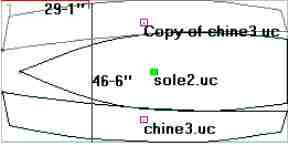 29-1"
Copy of chine3.uc
46-6"
sole2.uc
chine3.uc